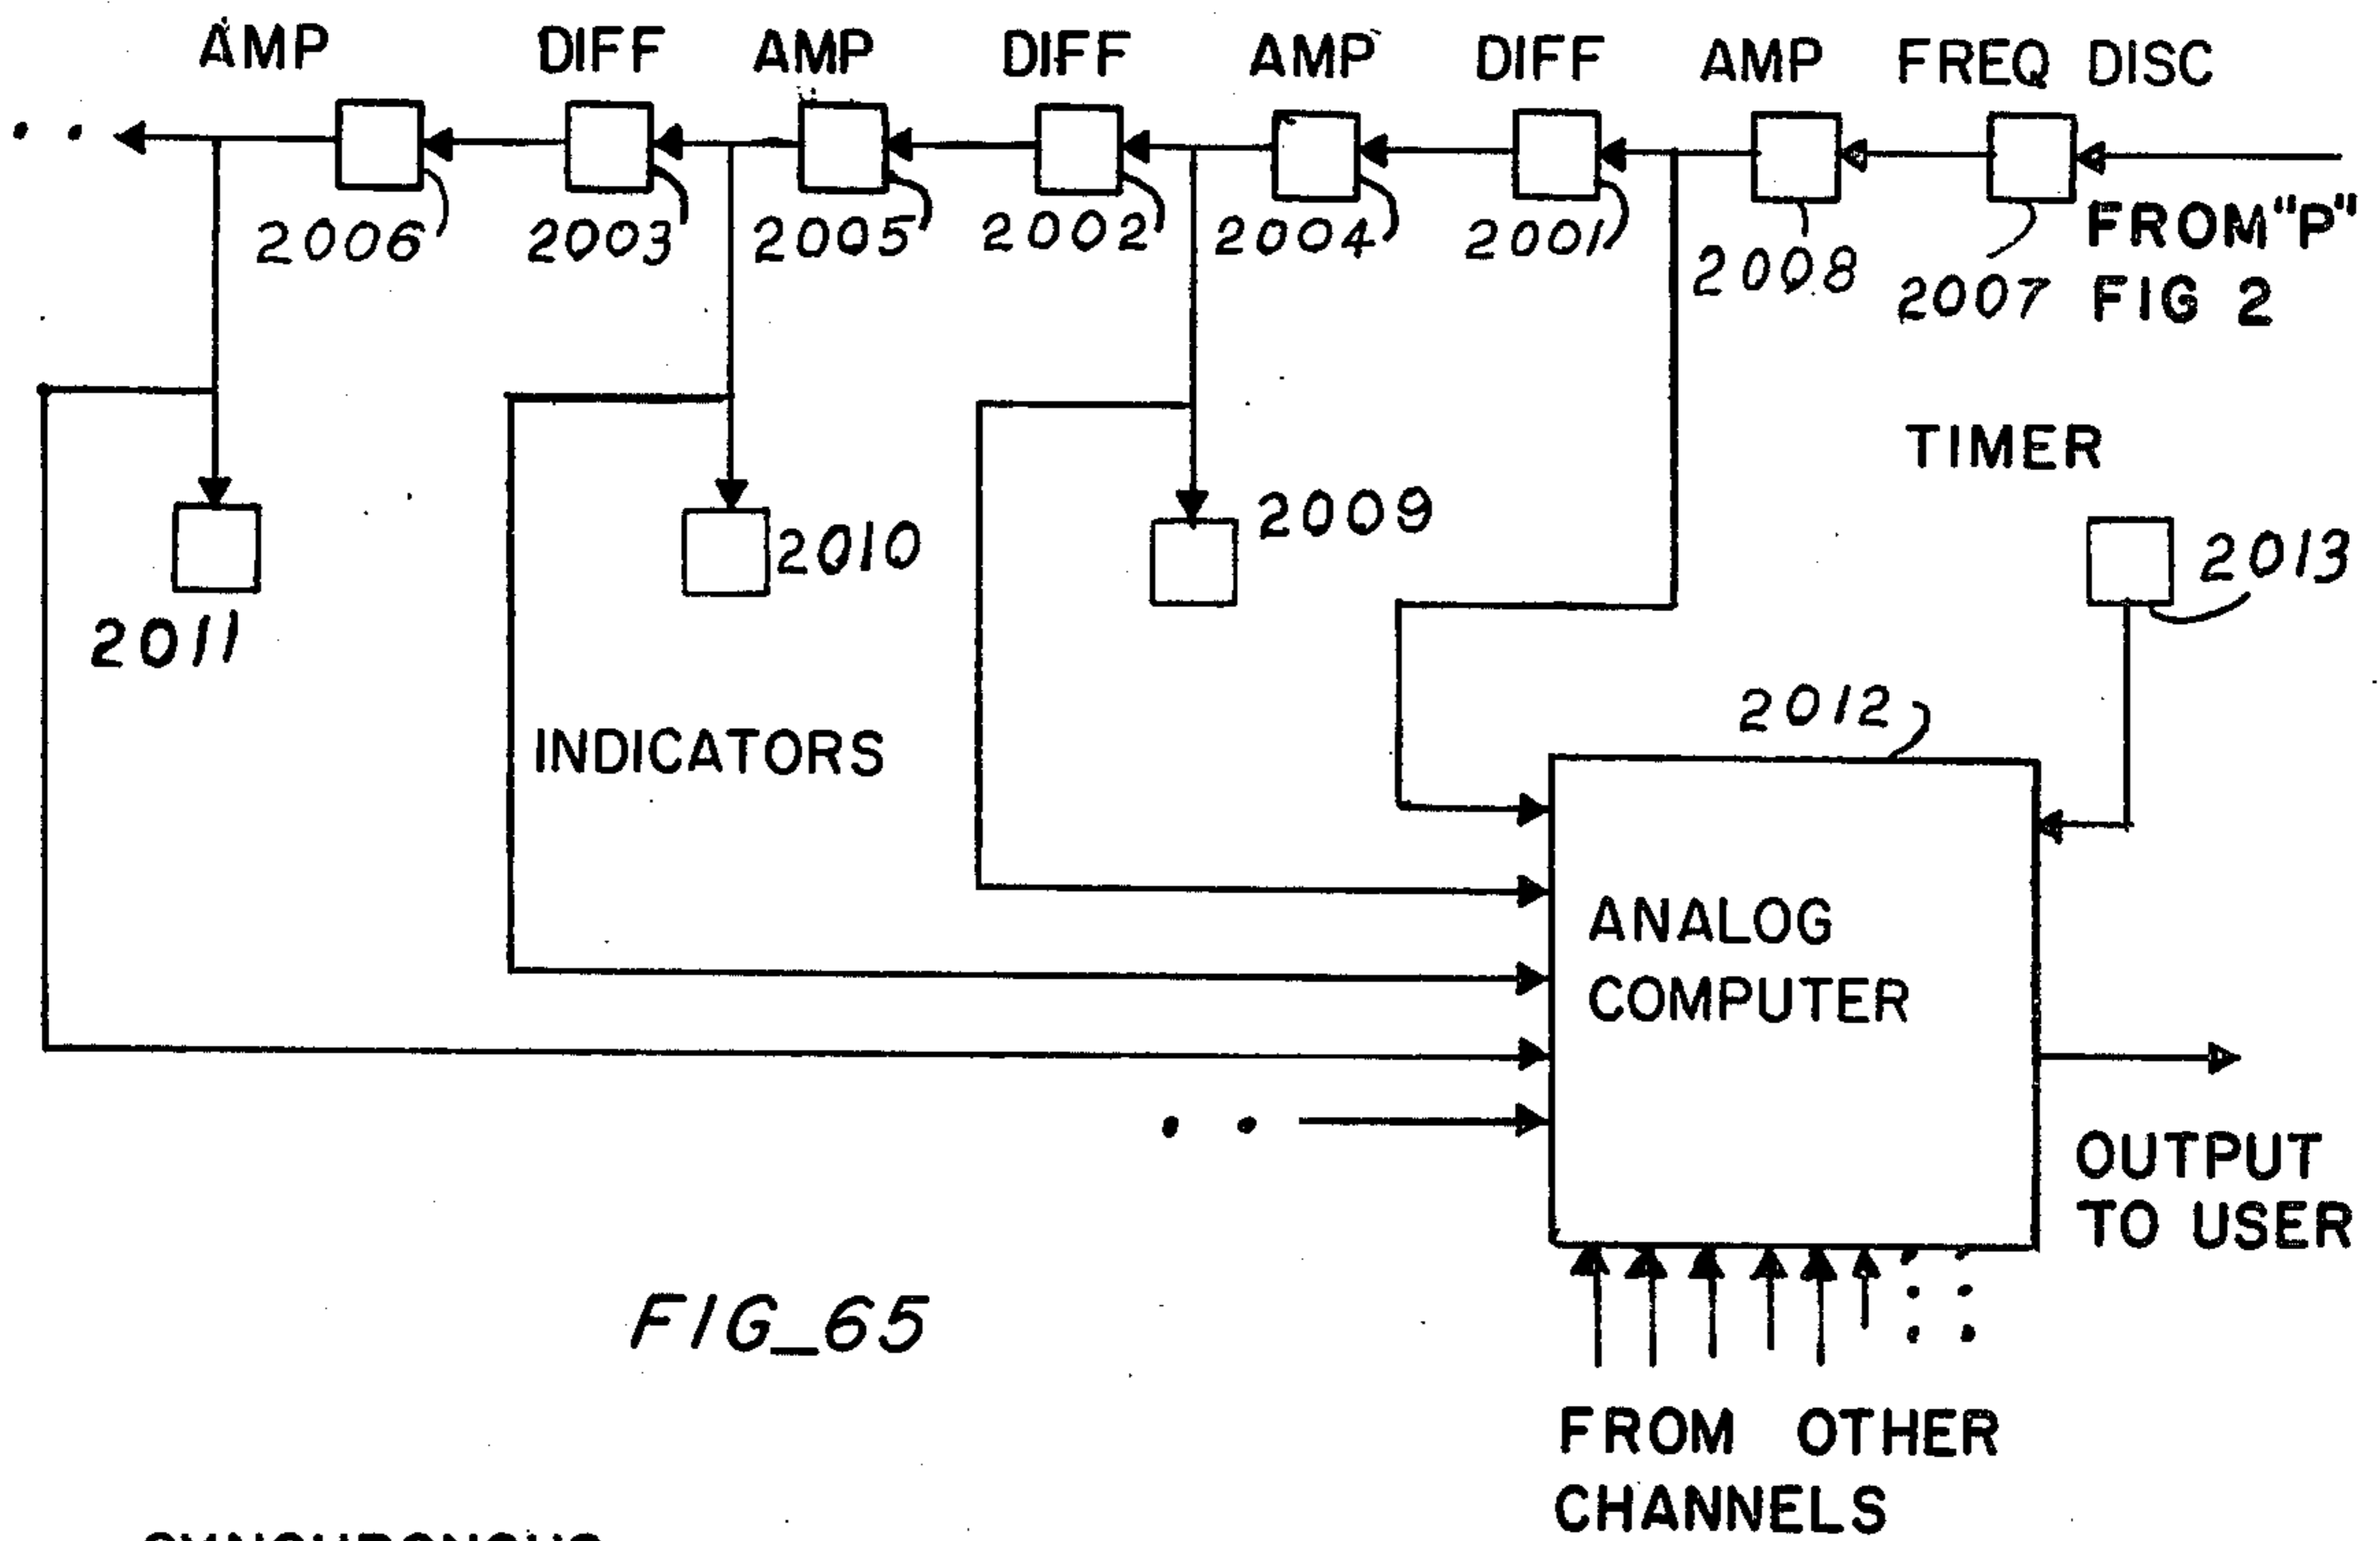 AMP DIFF AMP DIFF AMP DIFF AMP FREQ DISC
2006 2003 2005 2002 2004 2001 2008 2007
FROM "P"
FIG 2
TIMER
2011 2010 2009 2013
INDICATORS
2012
ANALOG
COMPUTER
OUTPUT
TO USER
FIG_65
FROM OTHER
CHANNELS
SYNCHRONOUS